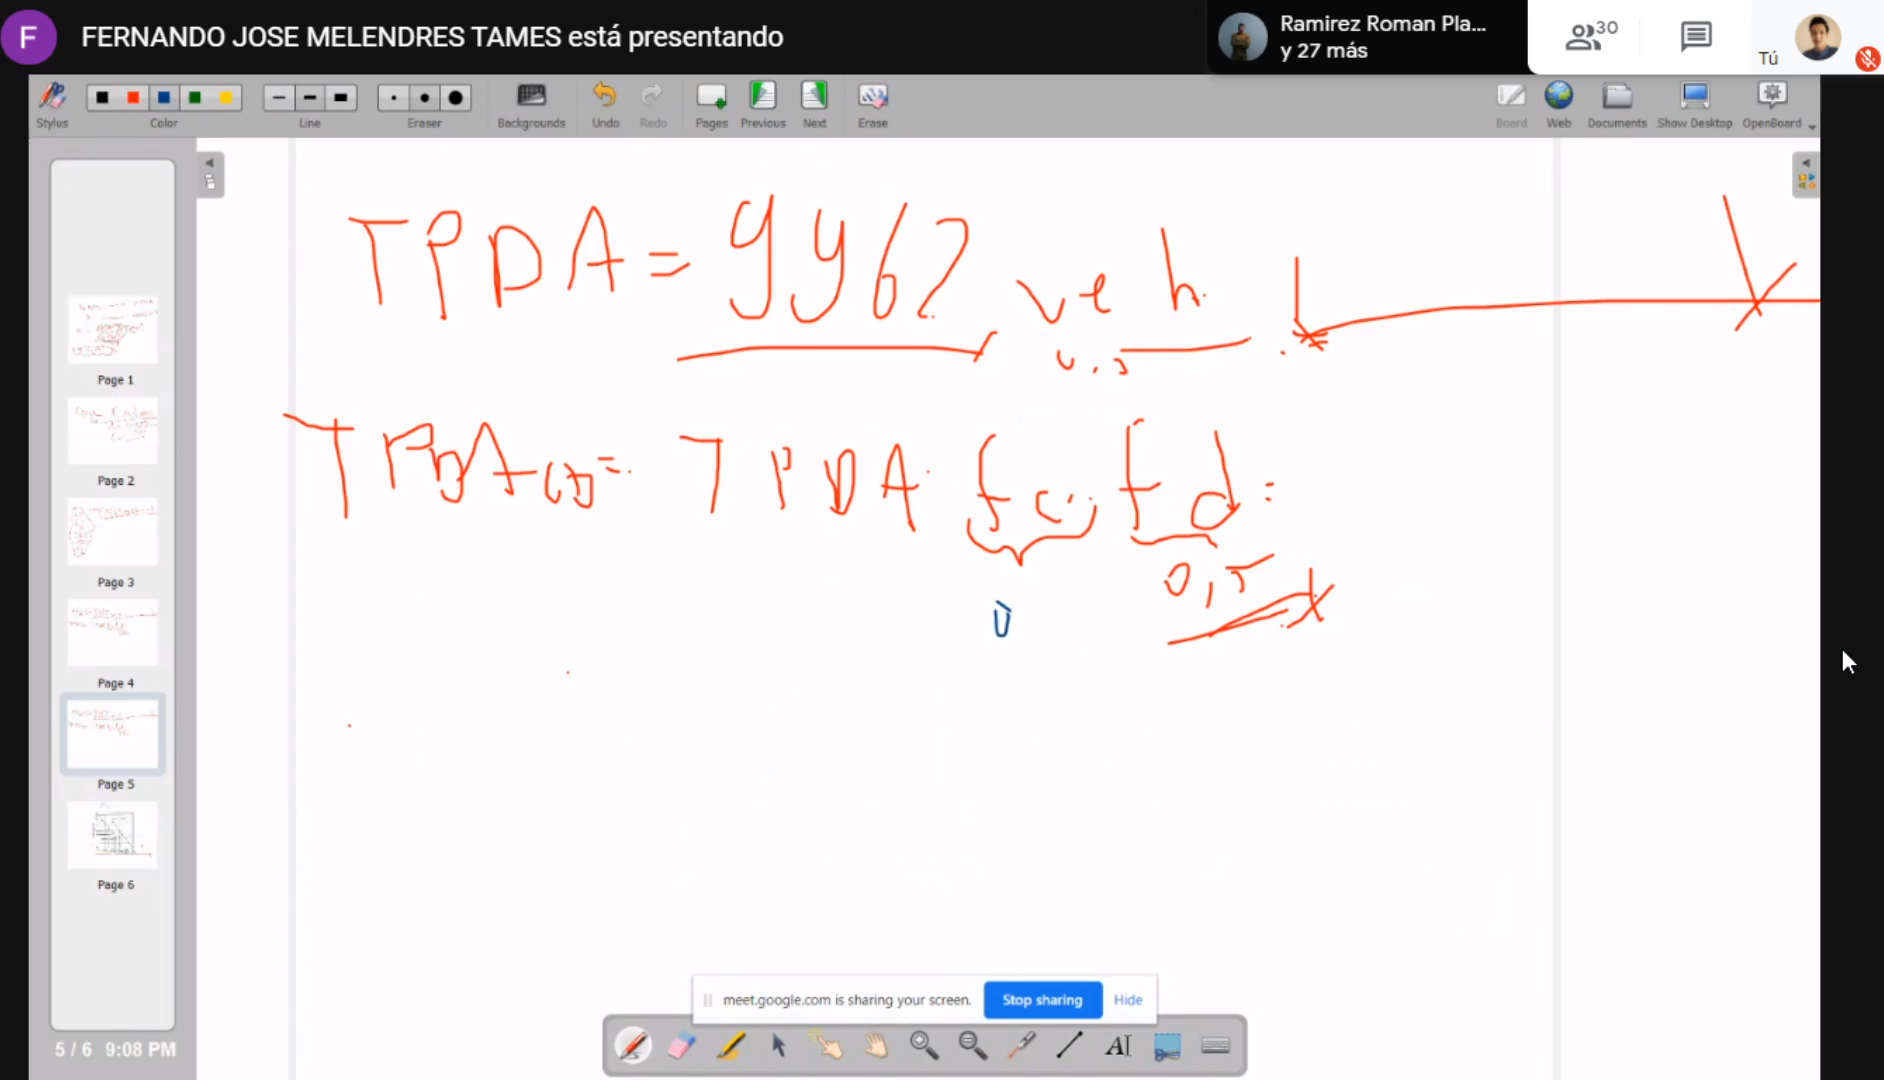 FERNANDO JOSE MELENDRES TAMES está presentando
Ramirez Roman Pla...
y 27 más
30
Tú
Stylus
Color
Line
Eraser
Backgrounds
Undo
Redo
Pages
Previous
Next
Erase
Board
Web
Documents
Show Desktop
OpenBoard
Page 1
Page 2
Page 3
Page 4
Page 5
Page 6
5 / 6 9:08 PM
TPDA = 9962 veh
TPDA(t) = TPDA fc fd =
0,5
meet.google.com is sharing your screen.
Stop sharing
Hide